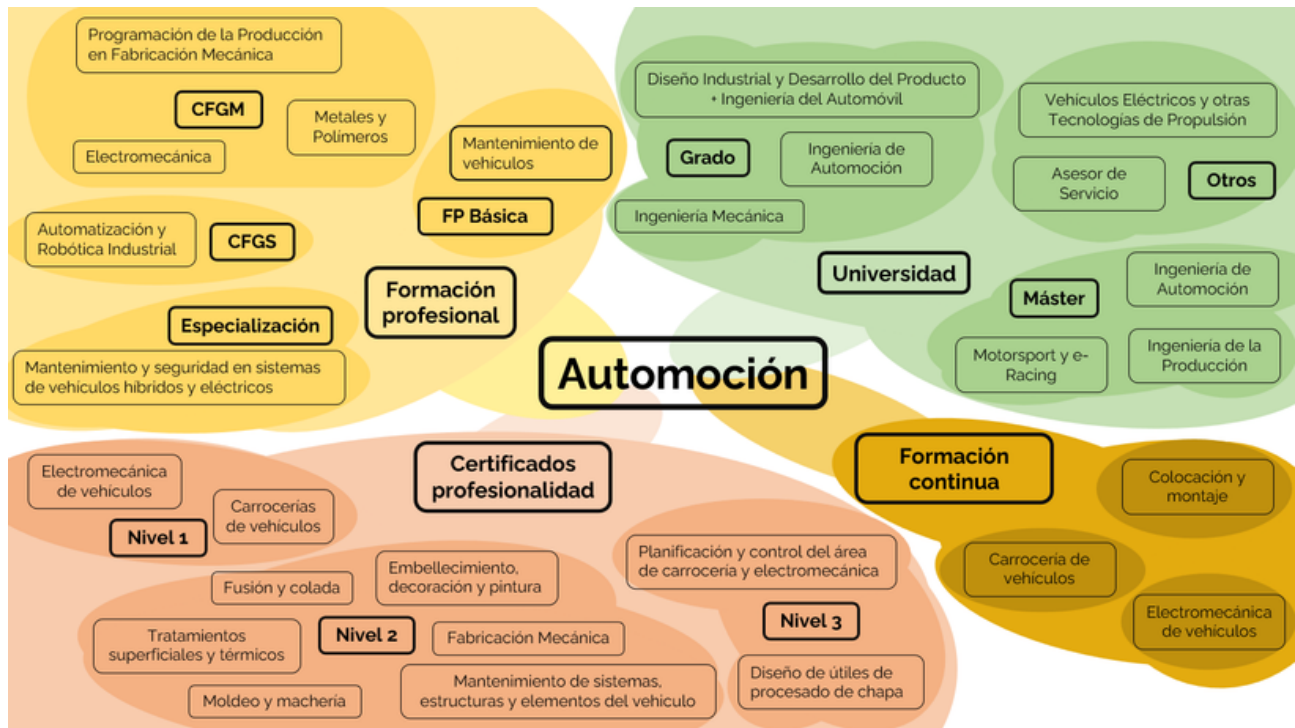 Programación de la Producción
en Fabricación Mecánica
CFGM
Metales y
Polímeros
Electromecánica
Mantenimiento de
vehículos
FP Básica
Automatización y
Robótica Industrial
CFGS
Formación
profesional
Especialización
Mantenimiento y seguridad en sistemas
de vehículos híbridos y eléctricos
Diseño Industrial y Desarrollo del Producto
+ Ingeniería del Automóvil
Grado
Ingeniería de
Automoción
Ingeniería Mecánica
Vehículos Eléctricos y otras
Tecnologías de Propulsión
Asesor de
Servicio
Otros
Universidad
Máster
Ingeniería de
Automoción
Motorsport y e-
Racing
Ingeniería de la
Producción
Automoción
Certificados
profesionalidad
Electromecánica
de vehículos
Carrocerías
de vehículos
Nivel 1
Fusión y colada
Embellecimiento,
decoración y pintura
Tratamientos
superficiales y térmicos
Nivel 2
Fabricación Mecánica
Moldeo y machería
Mantenimiento de sistemas,
estructuras y elementos del vehiculo
Planificación y control del área
de carrocería y electromecánica
Nivel 3
Diseño de útiles de
procesado de chapa
Formación
continua
Colocación y
montaje
Carrocería de
vehículos
Electromecánica
de vehículos